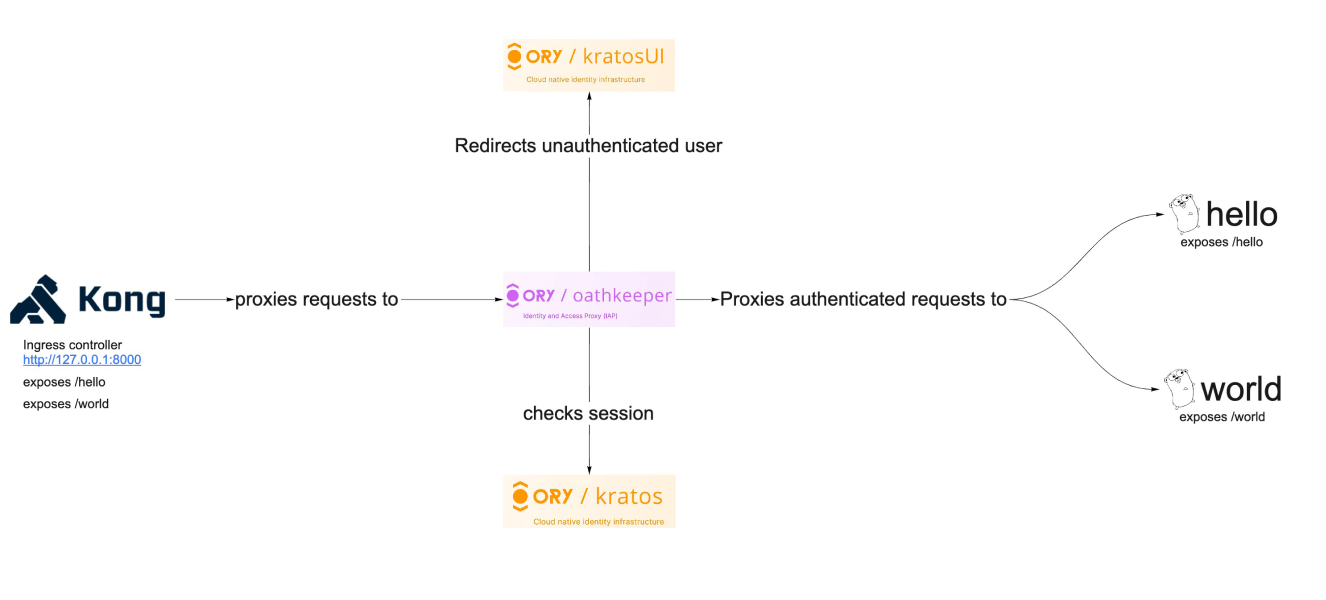 ORY / kratosUI
Cloud native identity infrastructure
Redirects unauthenticated user
hello
exposes /hello
Kong
proxies requests to
ORY / oathkeeper
Identity and Access Proxy (IAP)
Proxies authenticated requests to
Ingress controller
http://127.0.0.1:8000
exposes /hello
exposes /world
world
exposes /world
checks session
ORY / kratos
Cloud native identity infrastructure